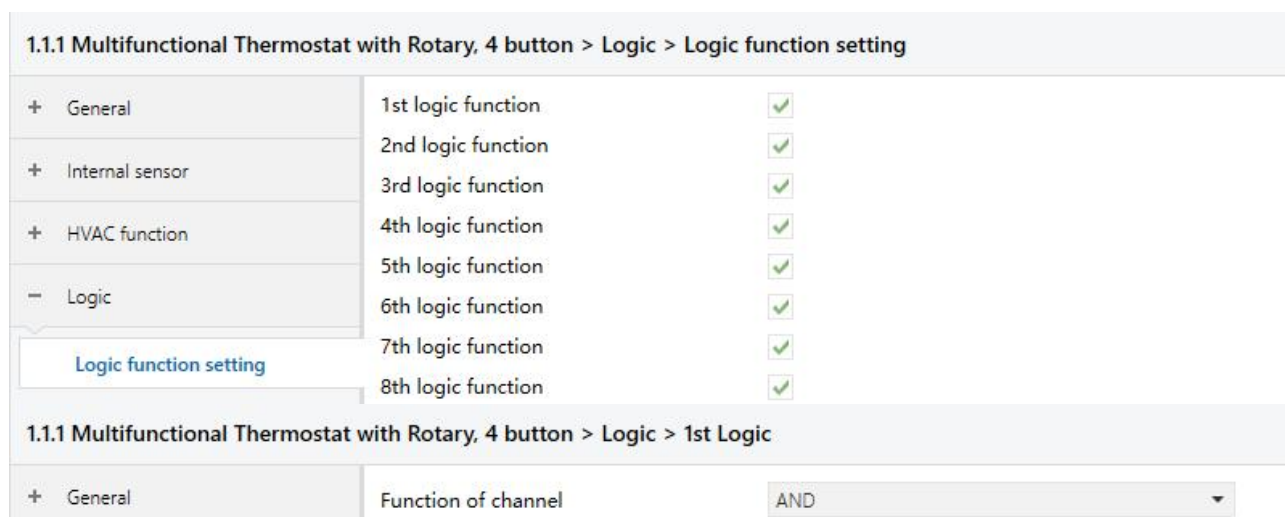 1.1.1 Multifunctional Thermostat with Rotary, 4 button > Logic > Logic function setting
+ General
1st logic function
2nd logic function
+ Internal sensor
3rd logic function
+ HVAC function
4th logic function
5th logic function
− Logic
6th logic function
7th logic function
Logic function setting
8th logic function
1.1.1 Multifunctional Thermostat with Rotary, 4 button > Logic > 1st Logic
+ General
Function of channel AND